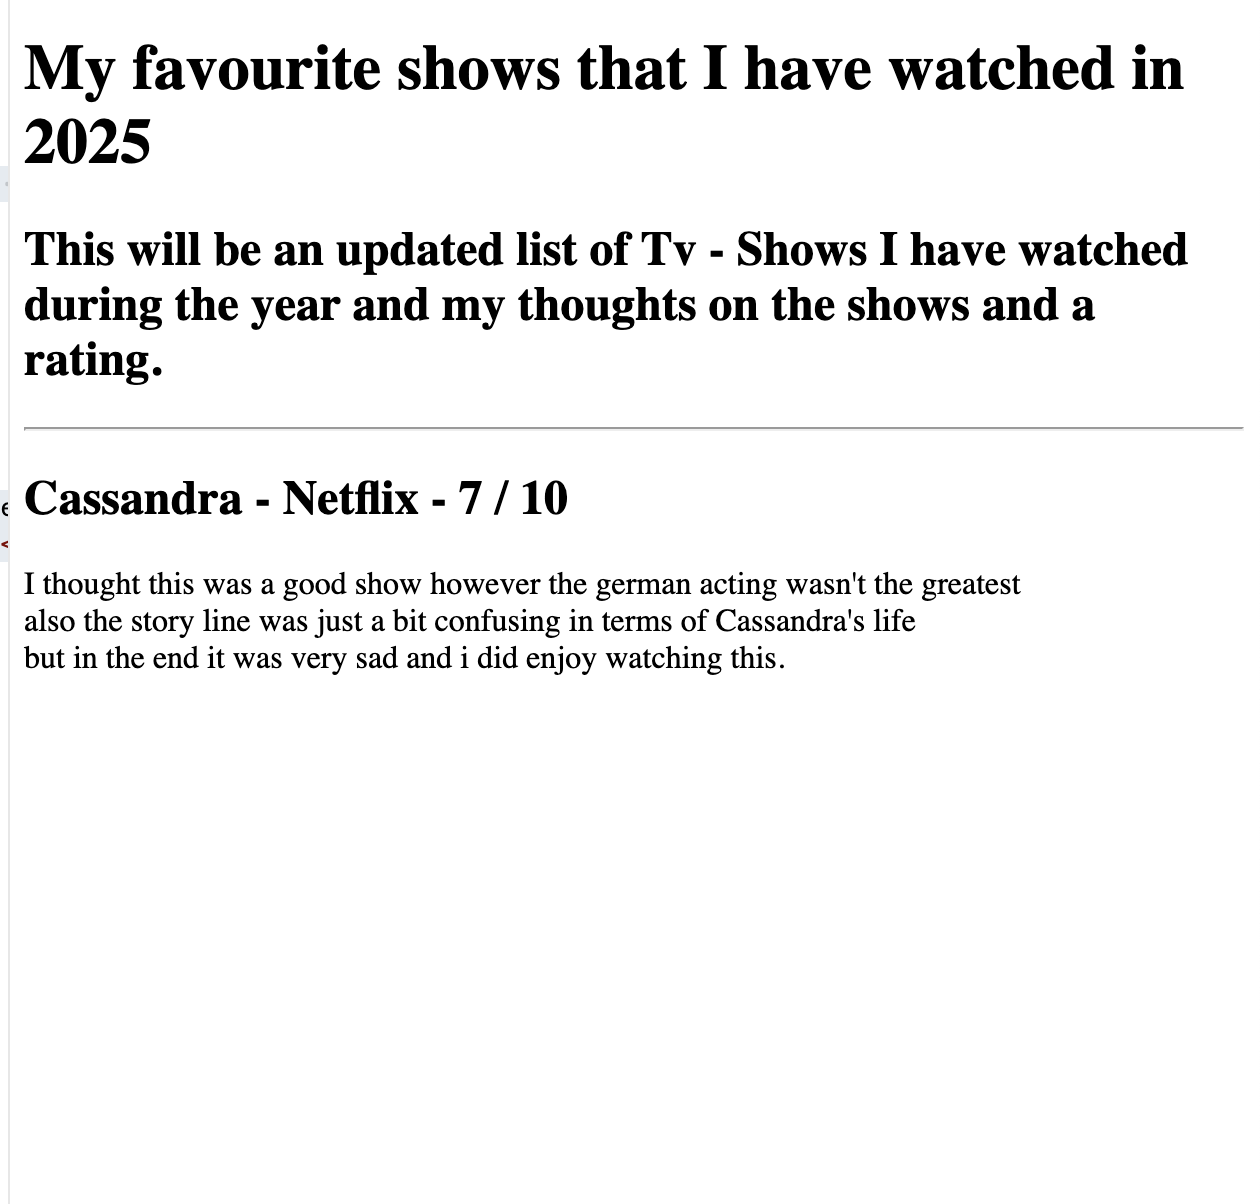 My favourite shows that I have watched in
2025
This will be an updated list of Tv - Shows I have watched
during the year and my thoughts on the shows and a
rating.
Cassandra - Netflix - 7 / 10
I thought this was a good show however the german acting wasn't the greatest
also the story line was just a bit confusing in terms of Cassandra's life
but in the end it was very sad and i did enjoy watching this.